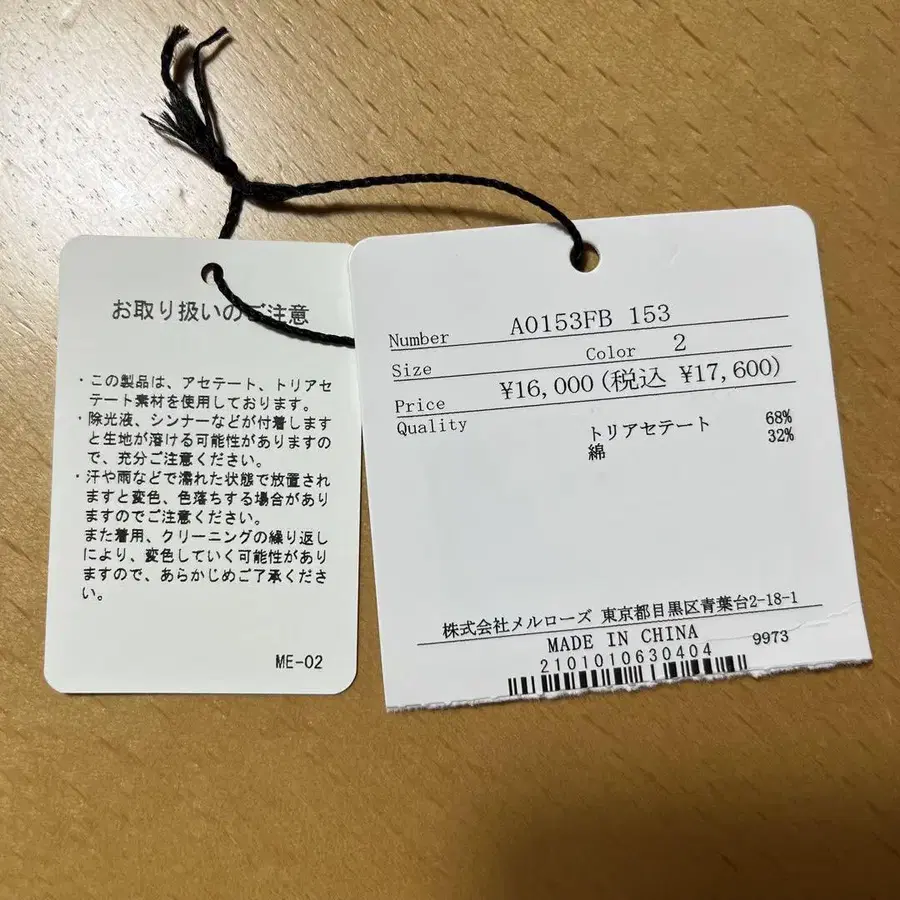 お取り扱いのご注意
・この製品は、アセテート、トリアセ
テート素材を使用しております。
・除光液、シンナーなどが付着します
と生地が溶ける可能性がありますの
で、充分ご注意ください。
・汗や雨などで濡れた状態で放置され
ますと変色、色落ちする場合があり
ますのでご注意ください。
また着用、クリーニングの繰り返し
により、変色していく可能性があり
ますので、あらかじめご了承くださ
い。
ME-02
Number A0153FB 153
Size Color 2
Price ¥16,000(税込 ¥17,600)
Quality
トリアセテート 68%
綿 32%
株式会社メルローズ 東京都目黒区青葉台2-18-1
MADE IN CHINA 9973
2101010630404